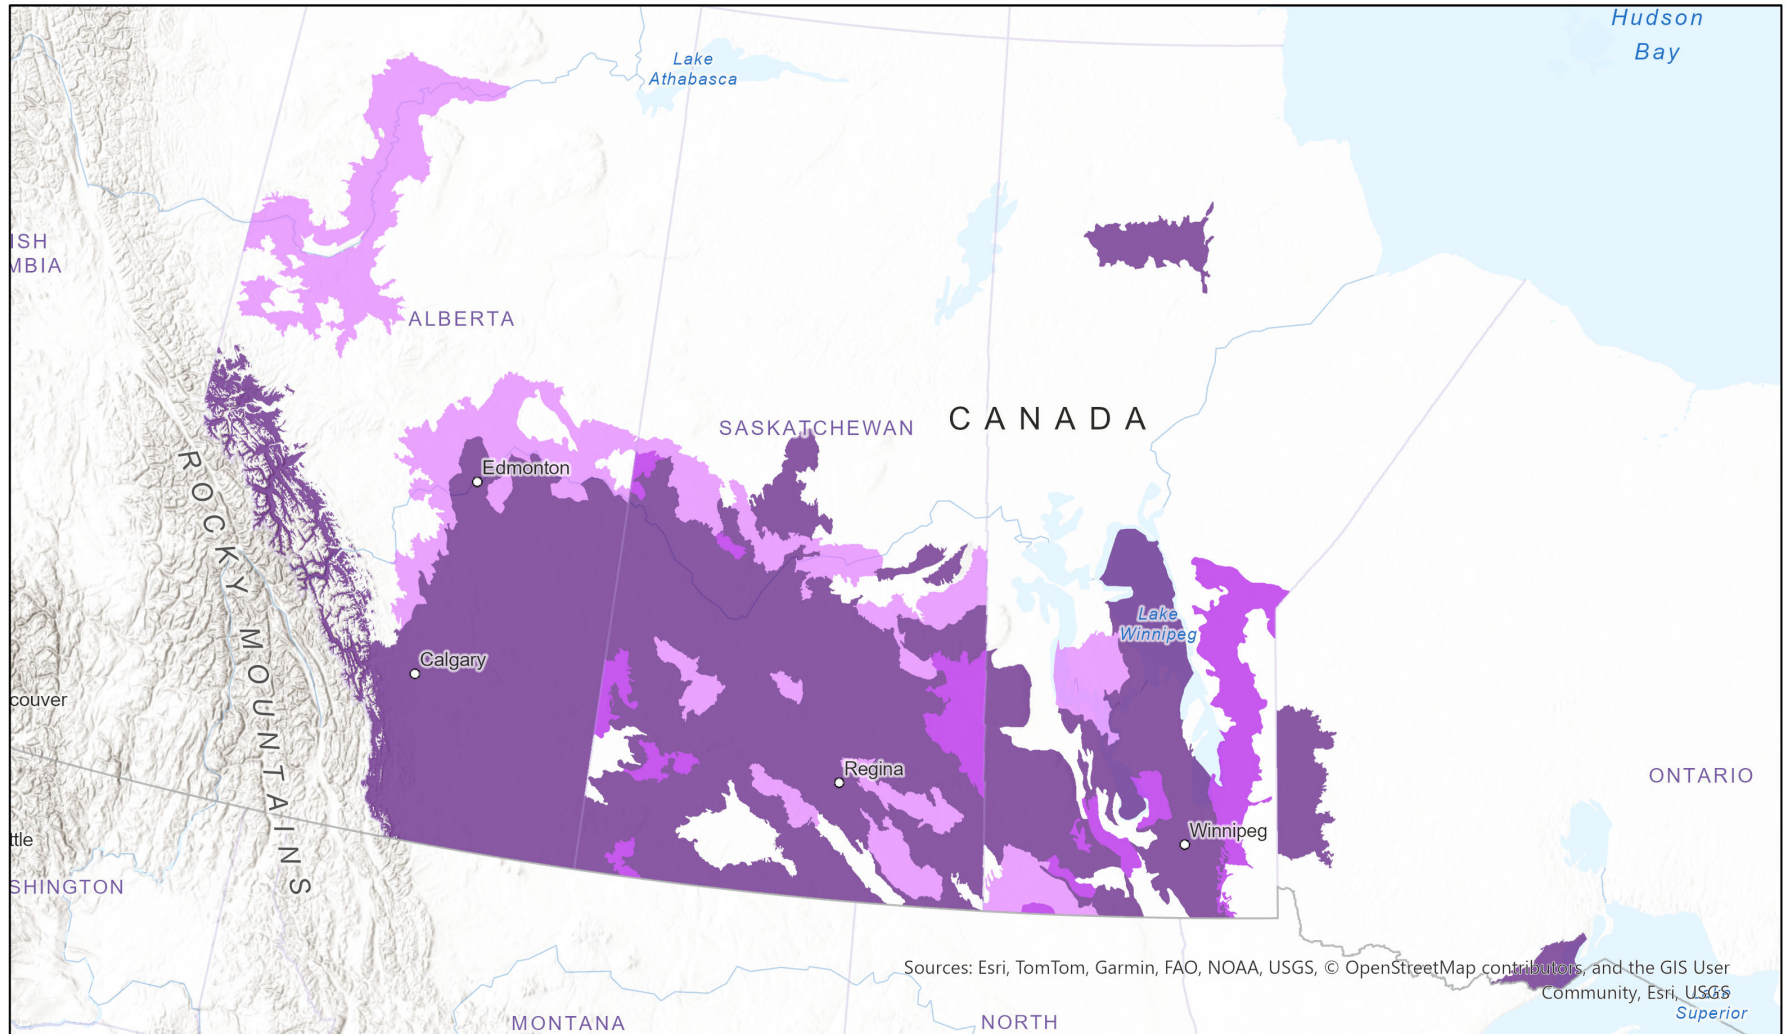 Hudson
Bay
Lake
Athabasca
ISH
MBIA
ALBERTA
SASKATCHEWAN
CANADA
Edmonton
ROCKY MOUNTAINS
Lake
Winnipeg
Calgary
couver
Regina
ONTARIO
Winnipeg
ttle
SHINGTON
Sources: Esri, TomTom, Garmin, FAO, NOAA, USGS, © OpenStreetMap contributors, and the GIS User
Community, Esri, USGS
Lake
Superior
MONTANA
NORTH